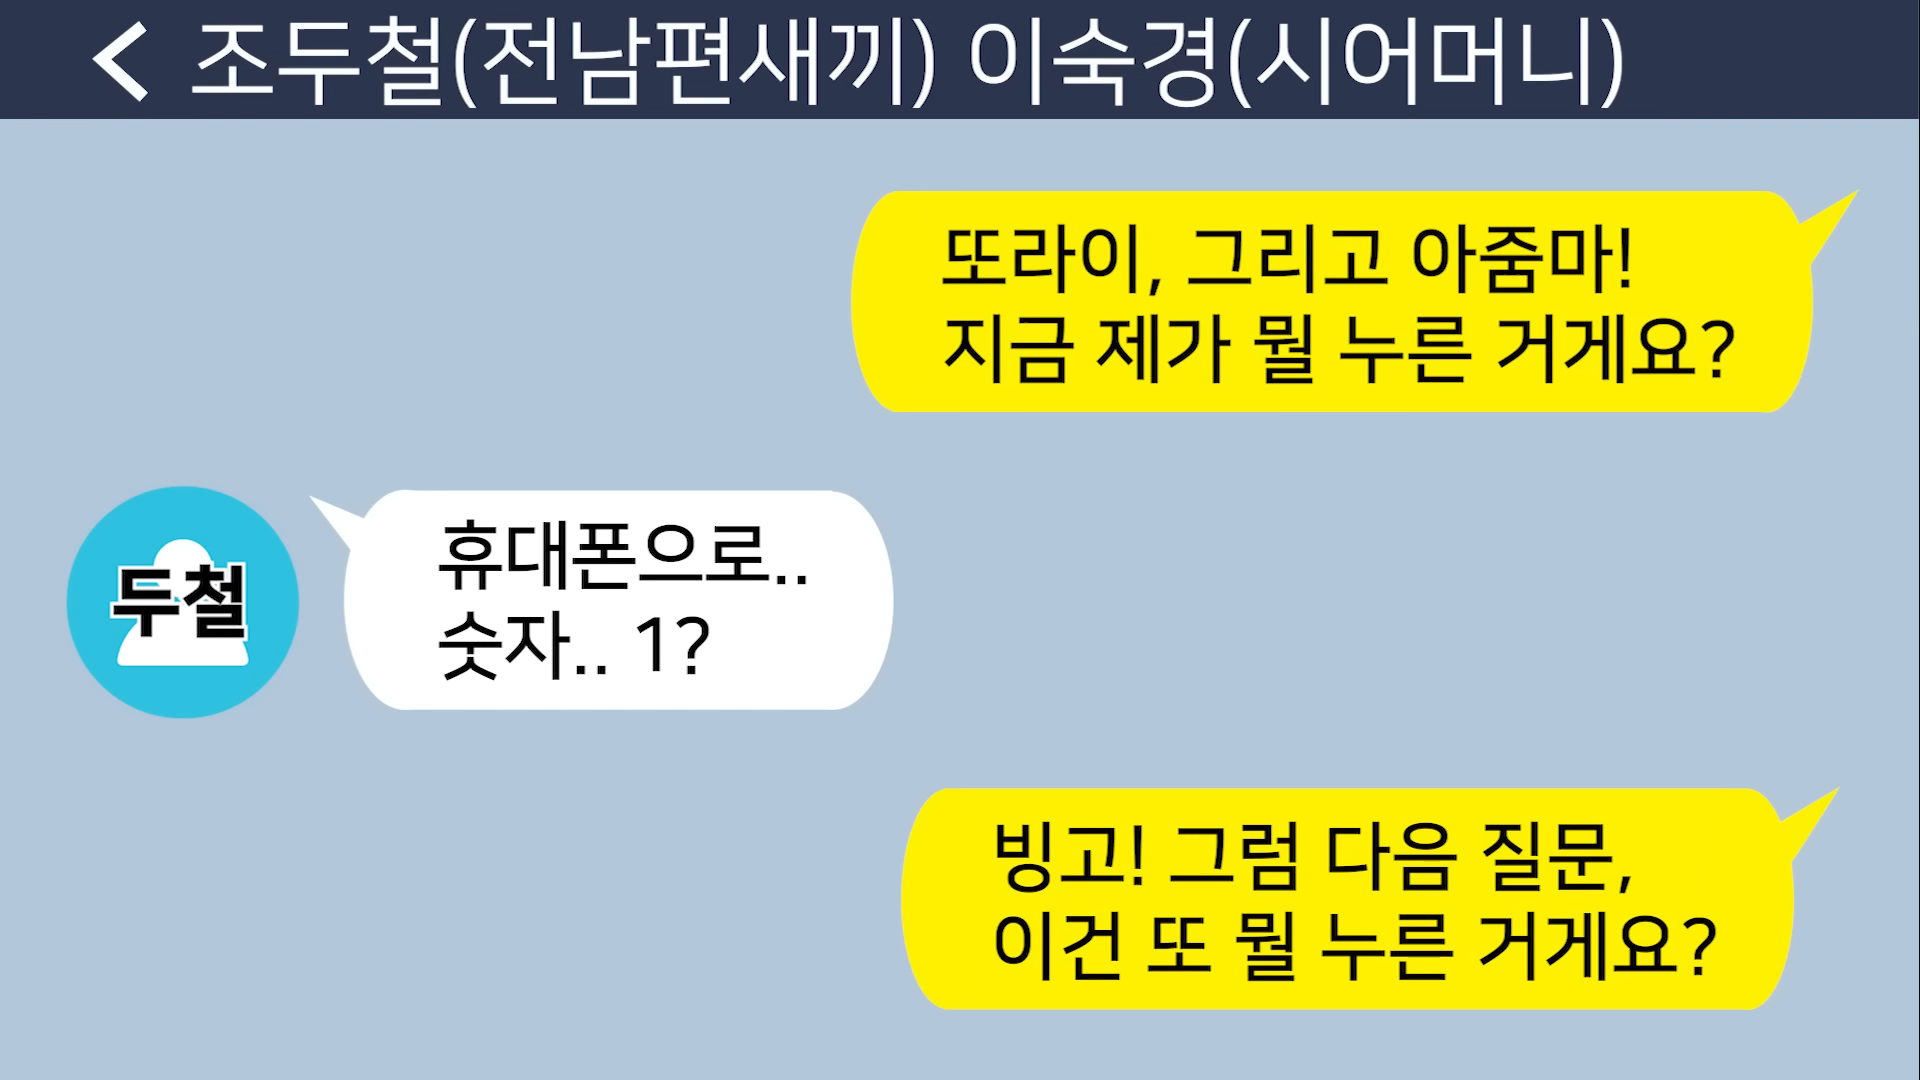 조두철(전남편새끼) 이숙경(시어머니)
또라이, 그리고 아줌마!
지금 제가 뭘 누른 거게요?
두철
휴대폰으로..
숫자.. 1?
빙고! 그럼 다음 질문,
이건 또 뭘 누른 거게요?